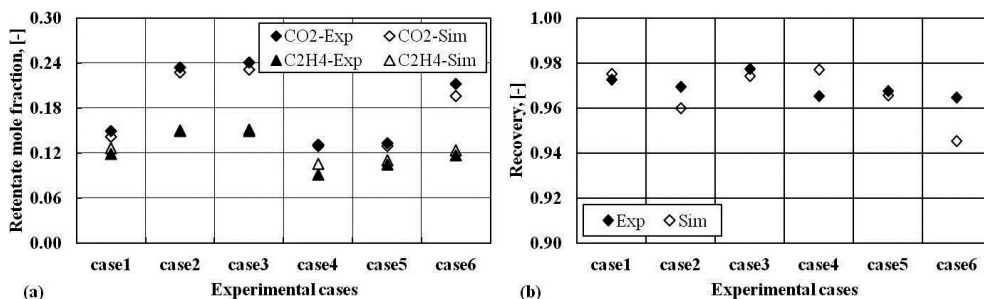 Retentate mole fraction, [-]
0.30
0.24
0.18
0.12
0.06
0.00
CO2-Exp CO2-Sim
C2H4-Exp C2H4-Sim
case1 case2 case3 case4 case5 case6
(a) Experimental cases
Recovery, [-]
1.00
0.98
0.96
0.94
0.92
0.90
Exp Sim
case1 case2 case3 case4 case5 case6
(b) Experimental cases